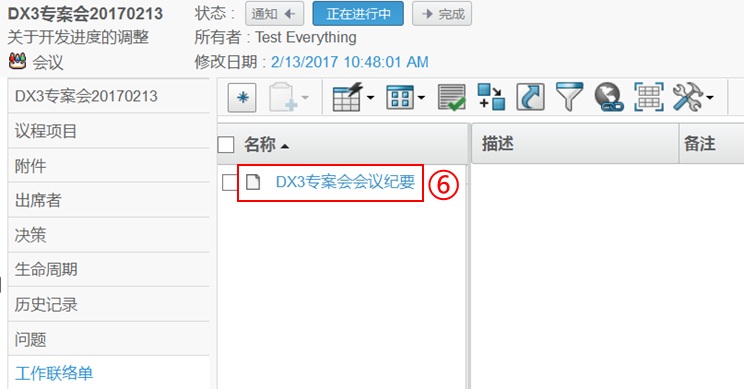 DX3专案会20170213
关于开发进度的调整
会议
状态 : 通知 正在进行中 完成
所有者 : Test Everything
修改日期 : 2/13/2017 10:48:01 AM
DX3专案会20170213
议程项目
附件
出席者
决策
生命周期
历史记录
问题
工作联络单
名称 描述 备注
DX3专案会会议纪要 ⑥